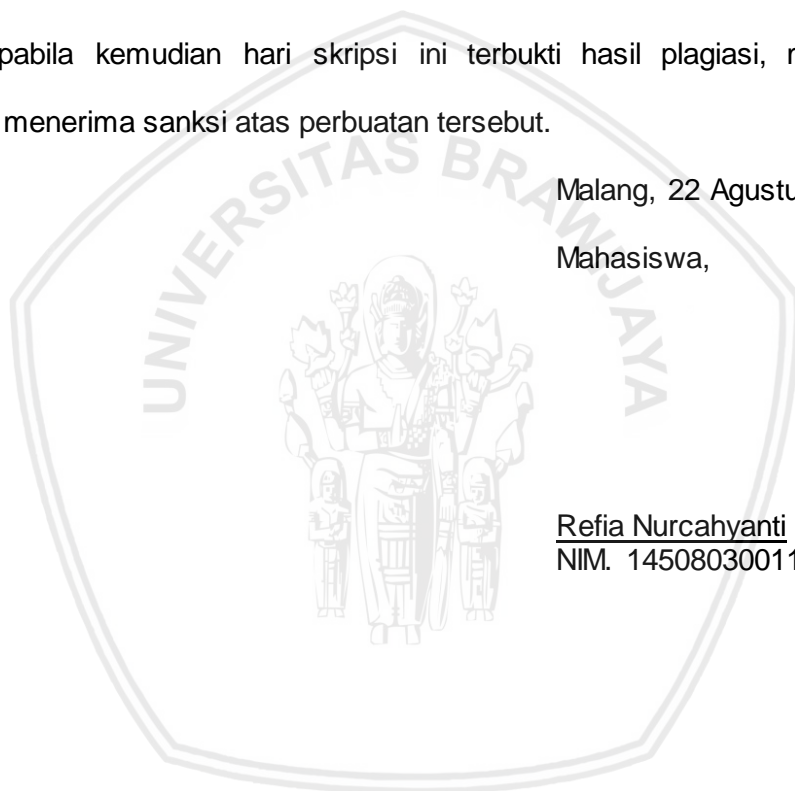 pabila kemudian hari skripsi ini terbukti hasil plagiasi,
menerima sanksi atas perbuatan tersebut.
UNIVERSITAS BRAWIJAYA
Malang, 22 Agustu
Mahasiswa,
Refia Nurcahyanti
NIM. 14508030011